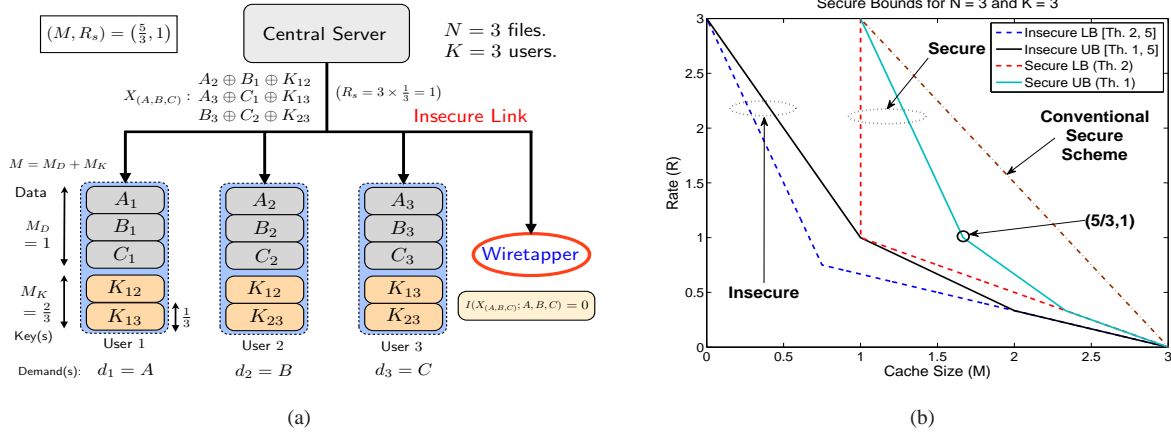 (M, R_s) = (5/3, 1)
Central Server
N = 3 files.
K = 3 users.
X_(A,B,C) :
A_2 ⊕ B_1 ⊕ K_12
A_3 ⊕ C_1 ⊕ K_13
B_3 ⊕ C_2 ⊕ K_23
(R_s = 3 × 1/3 = 1)
Insecure Link
M = M_D + M_K
Data
M_D = 1
A_1
B_1
C_1
M_K = 2/3
Key(s)
K_12
K_13
1/3
User 1
A_2
B_2
C_2
K_12
K_23
User 2
A_3
B_3
C_3
K_13
K_23
User 3
Wiretapper
I(X_(A,B,C); A, B, C) = 0
Demand(s):
d_1 = A
d_2 = B
d_3 = C
(a)
Secure Bounds for N = 3 and K = 3
Insecure LB [Th. 2, 5]
Insecure UB [Th. 1, 5]
Secure LB (Th. 2)
Secure UB (Th. 1)
Secure
Conventional
Secure
Scheme
(5/3,1)
Insecure
Rate (R)
3
2.5
2
1.5
1
0.5
0
0 0.5 1 1.5 2 2.5 3
Cache Size (M)
(b)